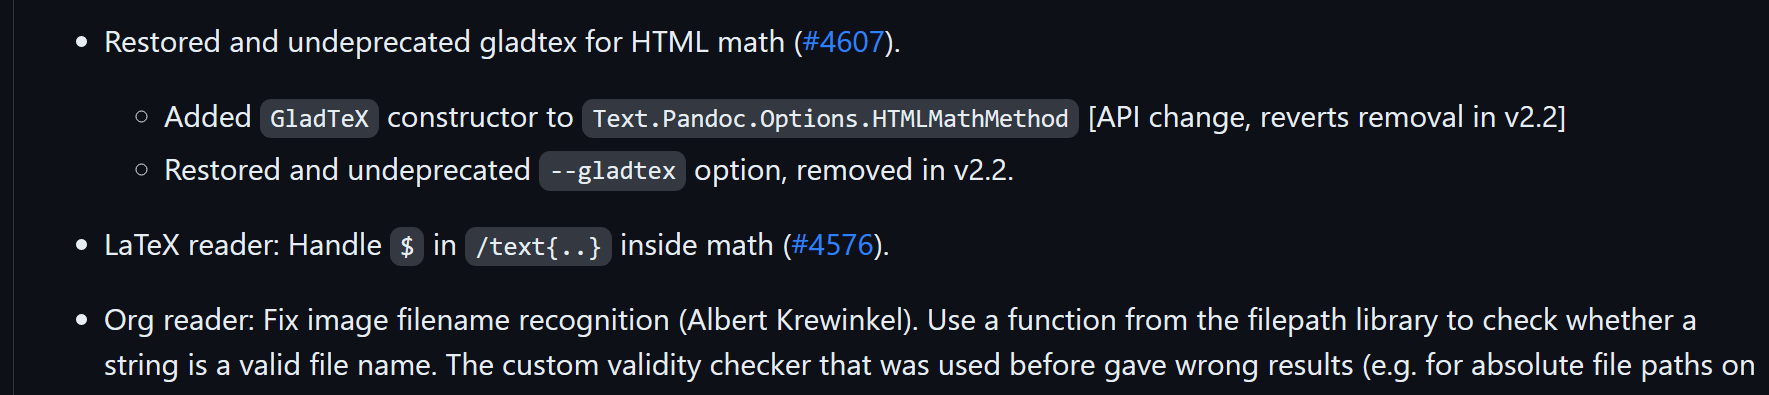 Restored and undeprecated gladtex for HTML math (#4607).
Added GladTeX constructor to Text.Pandoc.Options.HTMLMathMethod [API change, reverts removal in v2.2]
Restored and undeprecated --gladtex option, removed in v2.2.
LaTeX reader: Handle $ in /text{..} inside math (#4576).
Org reader: Fix image filename recognition (Albert Krewinkel). Use a function from the filepath library to check whether a
string is a valid file name. The custom validity checker that was used before gave wrong results (e.g. for absolute file paths on